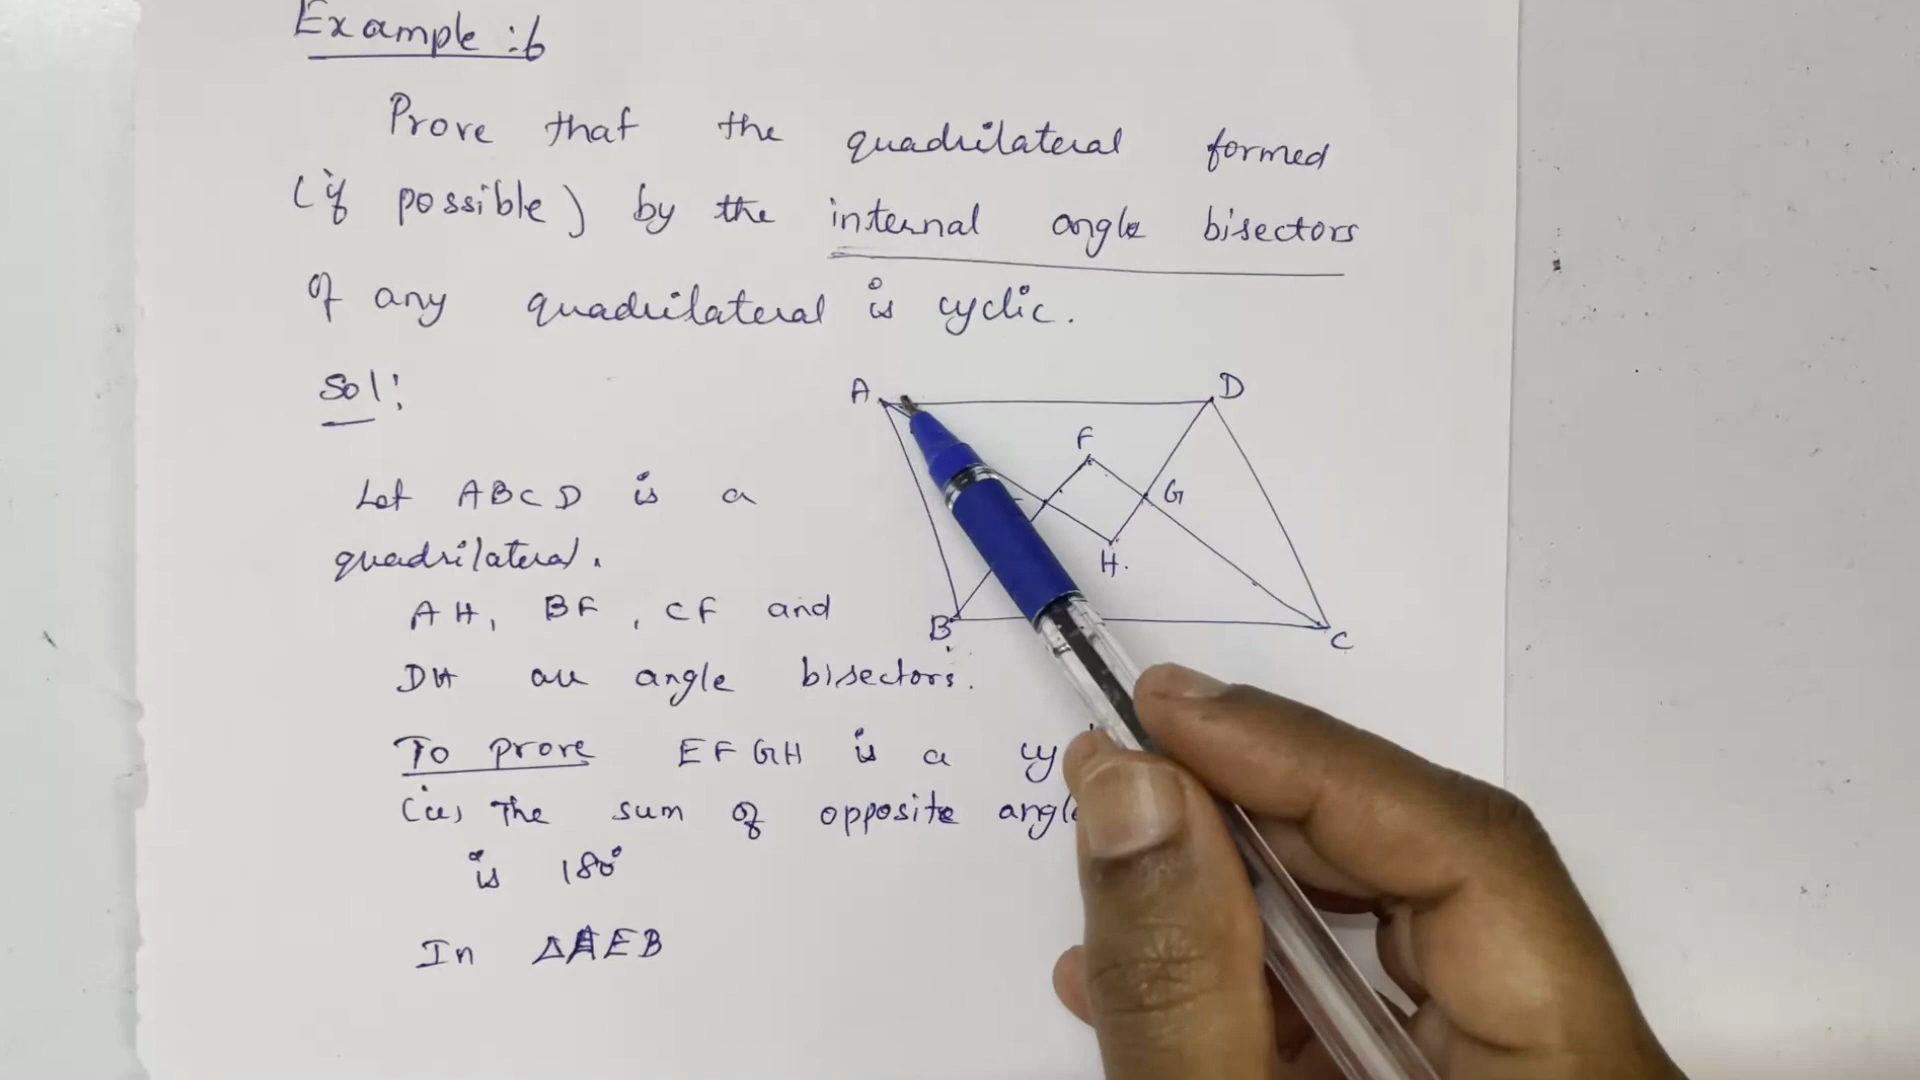 Example :6
Prove that the quadrilateral formed
(if possible) by the internal angle bisectors
of any quadrilateral is cyclic.
Sol:
A
D
F
G
H.
B
C
Let ABCD is a
quadrilateral.
AH, BF, CF and
DH are angle bisectors.
To prove EFGH is a
(ie) The sum of opposite
is 180°
In ΔAEB